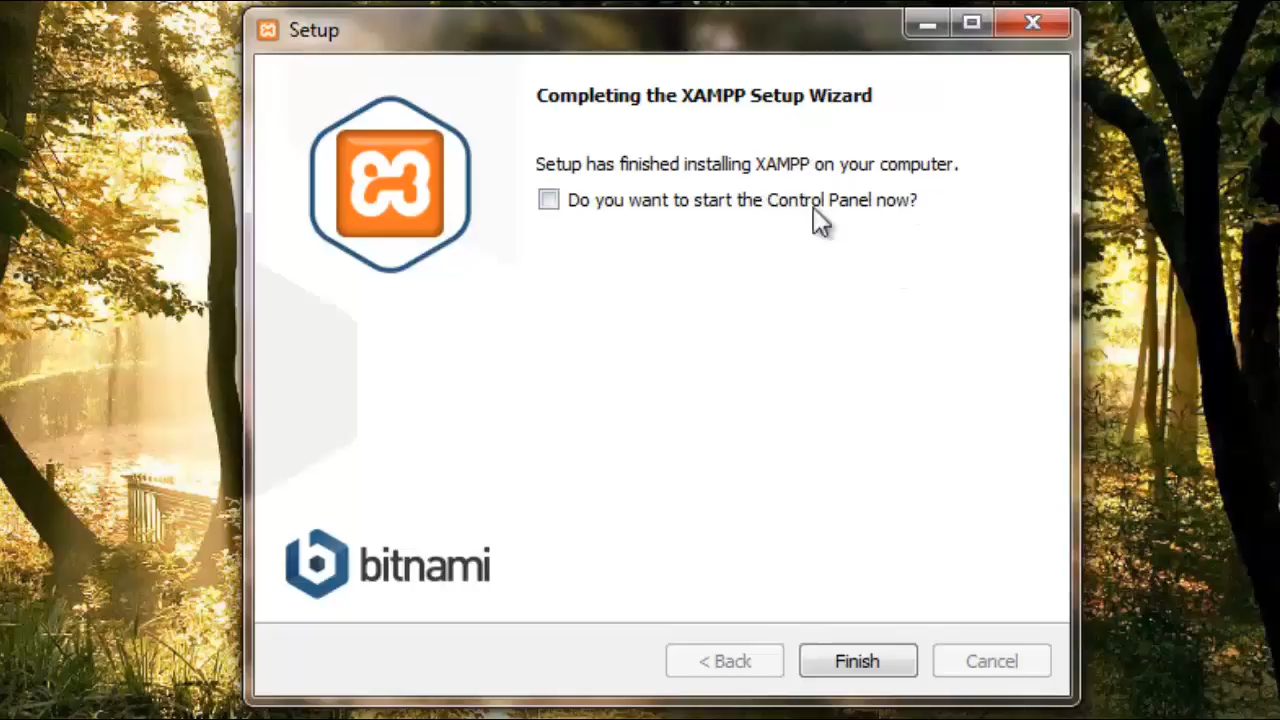 Setup
Completing the XAMPP Setup Wizard
Setup has finished installing XAMPP on your computer.
Do you want to start the Control Panel now?
bitnami
< Back
Finish
Cancel